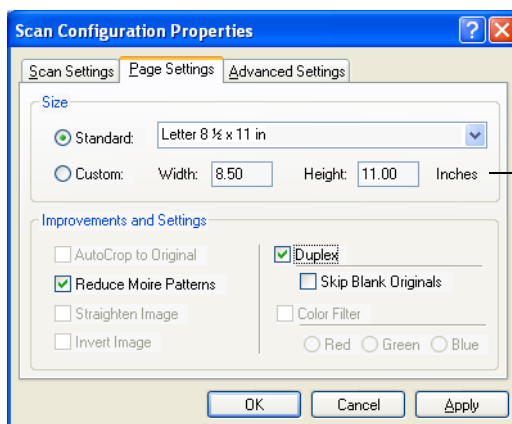 Scan Configuration Properties
Scan Settings Page Settings Advanced Settings
Size
Standard: Letter 8 ½ x 11 in
Custom: Width: 8.50 Height: 11.00 Inches
Improvements and Settings
AutoCrop to Original
Duplex
Reduce Moire Patterns
Skip Blank Originals
Straighten Image
Color Filter
Invert Image
Red Green Blue
OK Cancel Apply